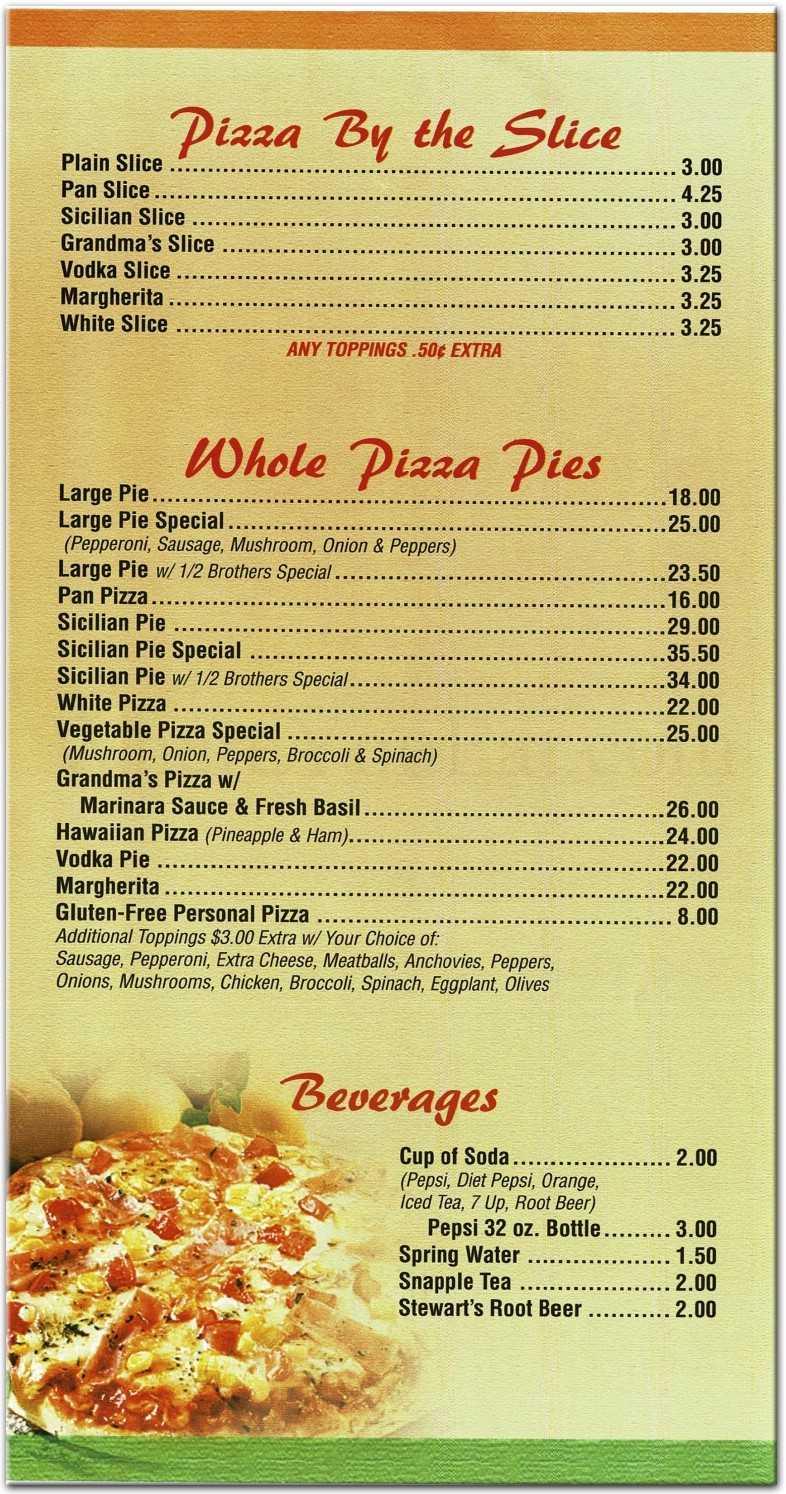 Pizza By the Slice
Plain Slice ........ 3.00
Pan Slice ........ 4.25
Sicilian Slice ........ 3.00
Grandma's Slice ........ 3.00
Vodka Slice ........ 3.25
Margherita ........ 3.25
White Slice ........ 3.25
ANY TOPPINGS .50¢ EXTRA
Whole Pizza Pies
Large Pie ........ 18.00
Large Pie Special ........ 25.00
(Pepperoni, Sausage, Mushroom, Onion & Peppers)
Large Pie w/ 1/2 Brothers Special ........ 23.50
Pan Pizza ........ 16.00
Sicilian Pie ........ 29.00
Sicilian Pie Special ........ 35.50
Sicilian Pie w/ 1/2 Brothers Special ........ 34.00
White Pizza ........ 22.00
Vegetable Pizza Special ........ 25.00
(Mushroom, Onion, Peppers, Broccoli & Spinach)
Grandma's Pizza w/
Marinara Sauce & Fresh Basil ........ 26.00
Hawaiian Pizza (Pineapple & Ham) ........ 24.00
Vodka Pie ........ 22.00
Margherita ........ 22.00
Gluten-Free Personal Pizza ........ 8.00
Additional Toppings $3.00 Extra w/ Your Choice of:
Sausage, Pepperoni, Extra Cheese, Meatballs, Anchovies, Peppers,
Onions, Mushrooms, Chicken, Broccoli, Spinach, Eggplant, Olives
Beverages
Cup of Soda ........ 2.00
(Pepsi, Diet Pepsi, Orange,
Iced Tea, 7 Up, Root Beer)
Pepsi 32 oz. Bottle ........ 3.00
Spring Water ........ 1.50
Snapple Tea ........ 2.00
Stewart's Root Beer ........ 2.00